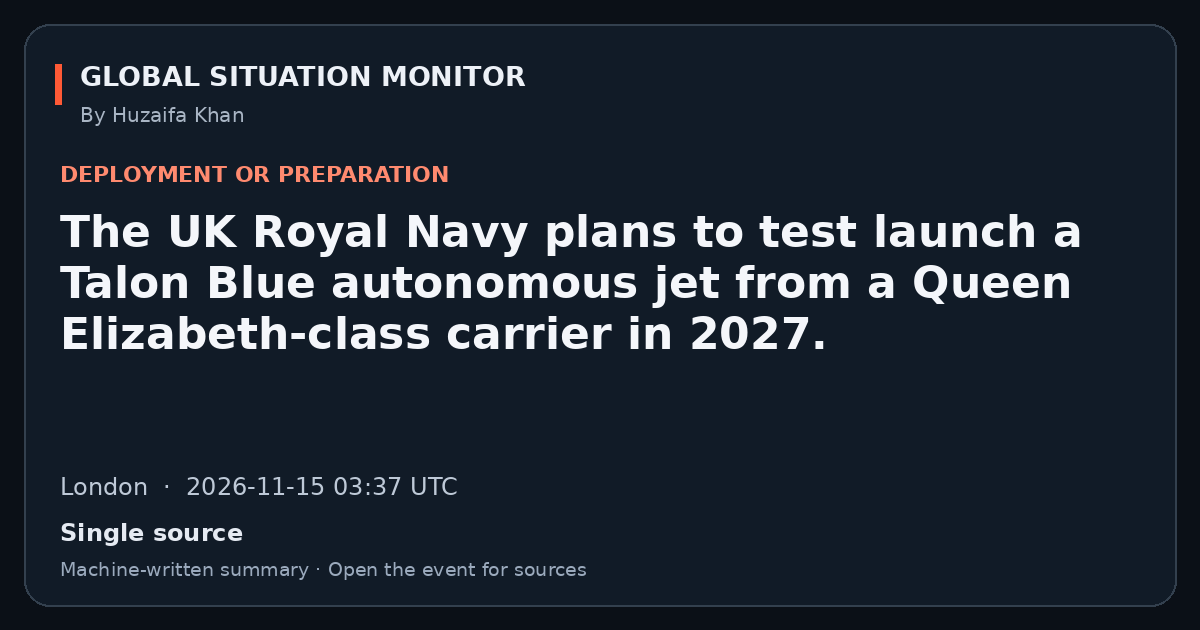 GLOBAL SITUATION MONITOR
By Huzaifa Khan
DEPLOYMENT OR PREPARATION
The UK Royal Navy plans to test launch a
Talon Blue autonomous jet from a Queen
Elizabeth-class carrier in 2027.
London · 2026-11-15 03:37 UTC
Single source
Machine-written summary · Open the event for sources